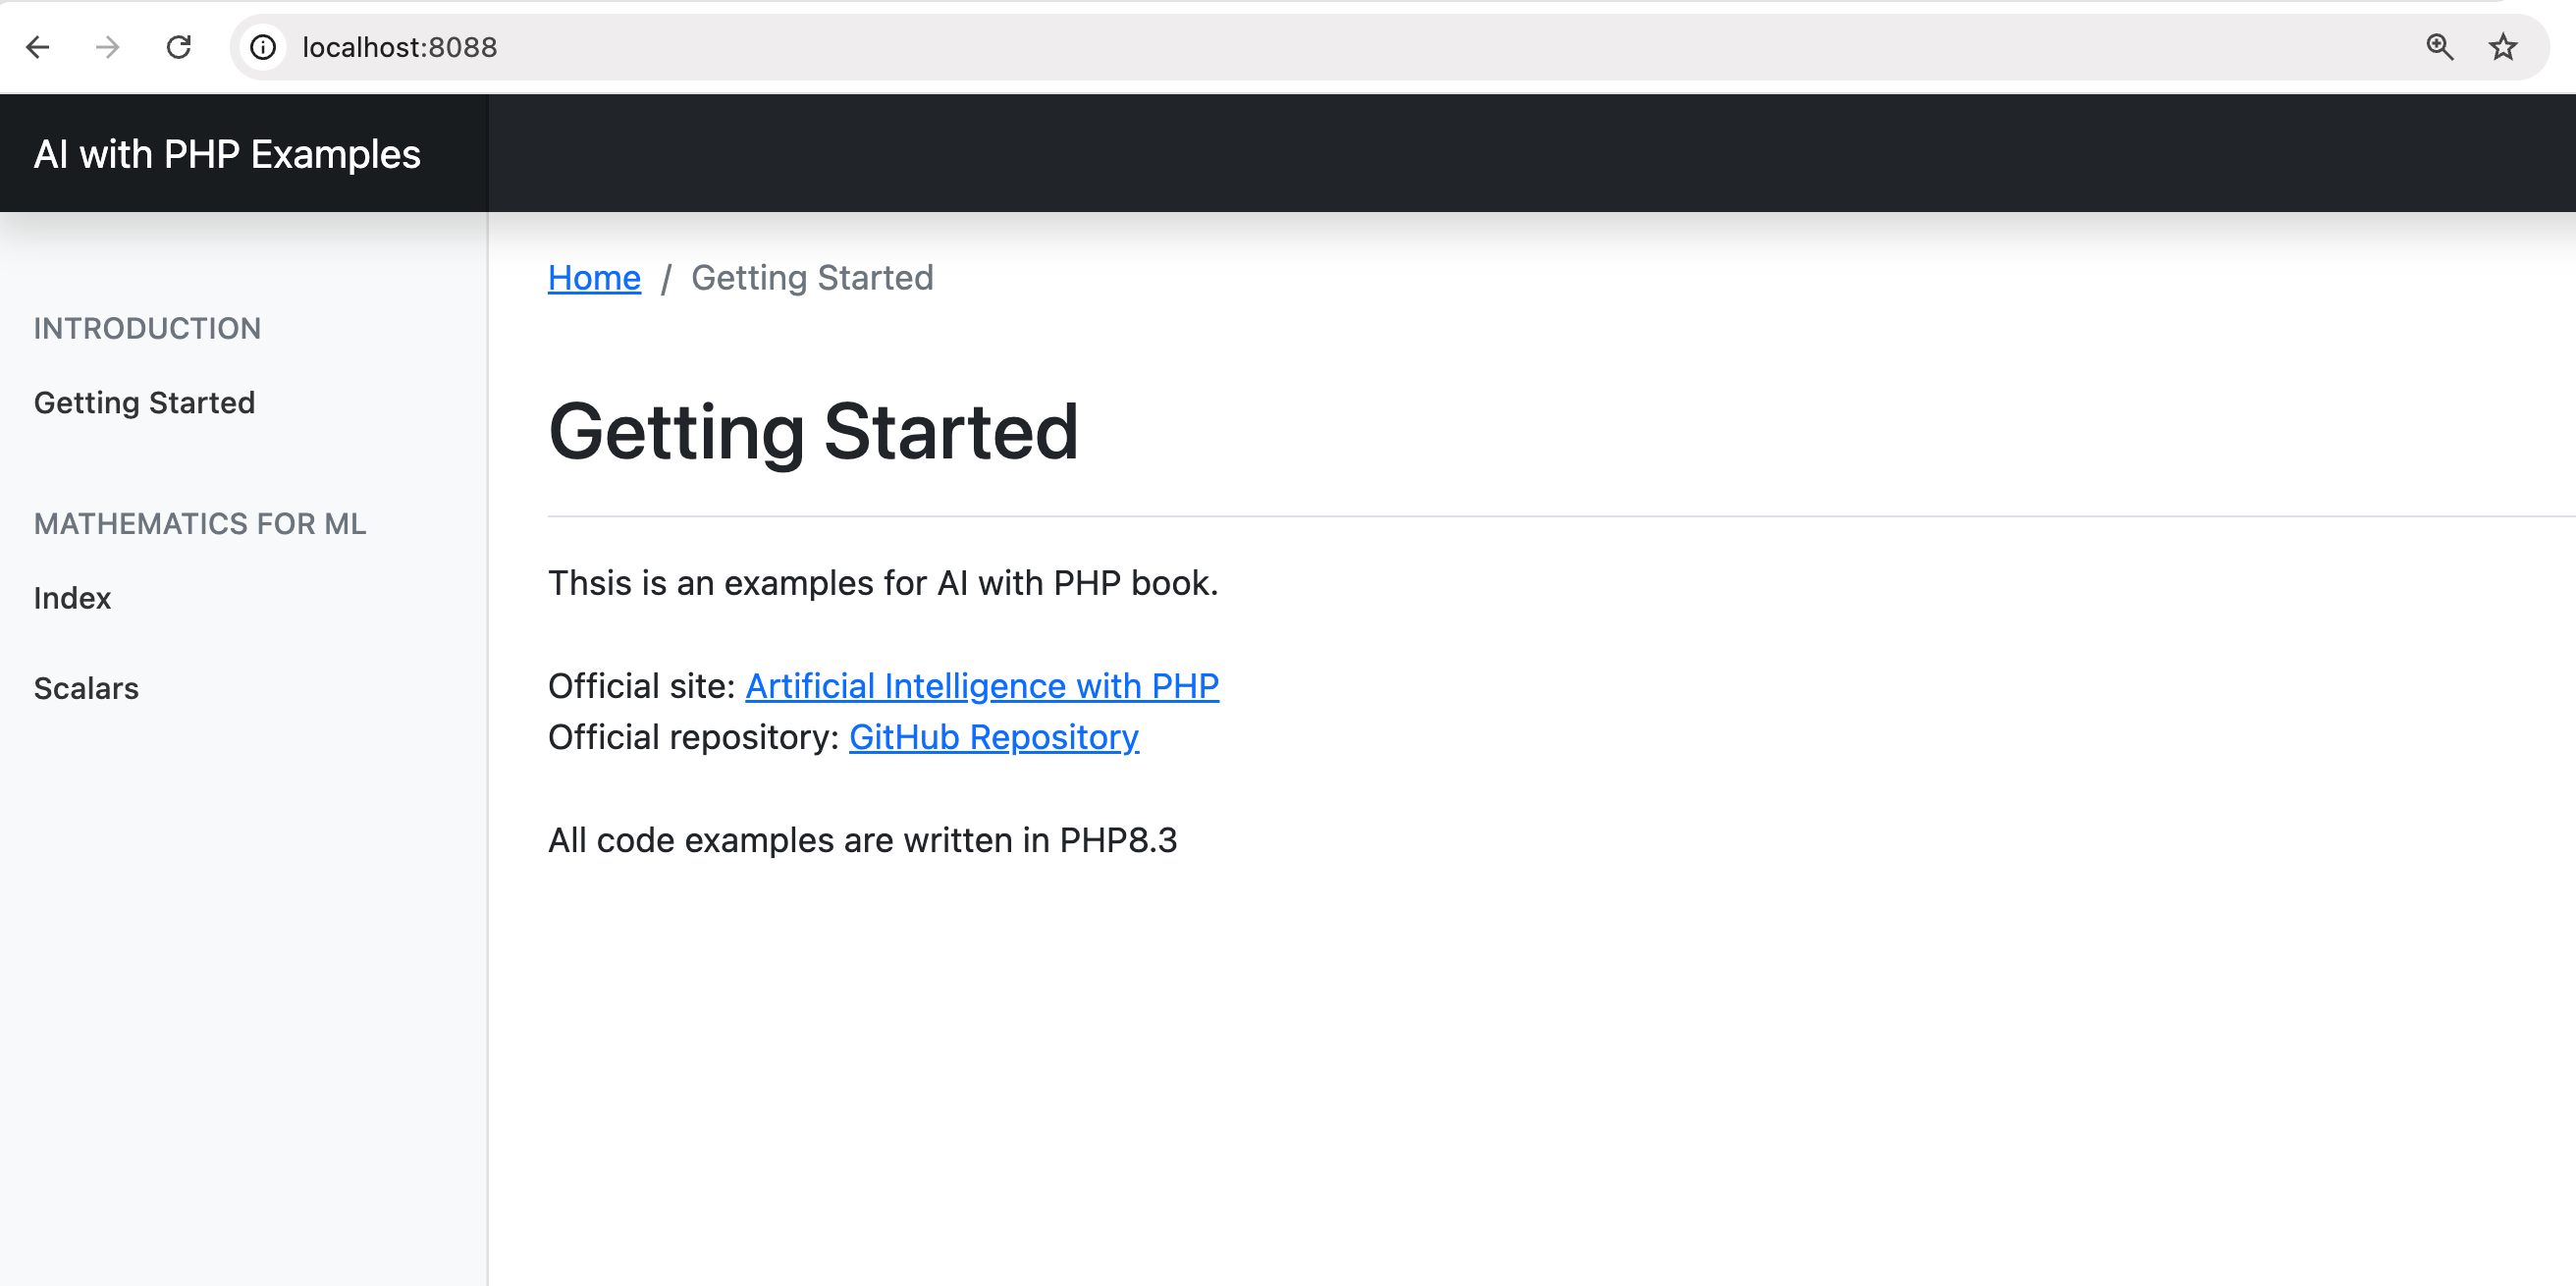 localhost:8088
AI with PHP Examples
INTRODUCTION
Getting Started
MATHEMATICS FOR ML
Index
Scalars
Home / Getting Started
Getting Started
Thsis is an examples for AI with PHP book.
Official site: Artificial Intelligence with PHP
Official repository: GitHub Repository
All code examples are written in PHP8.3